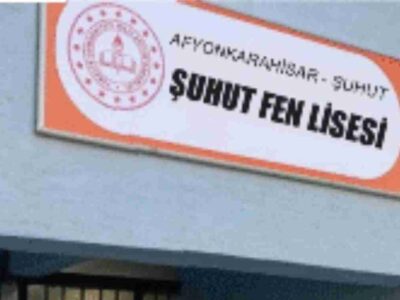 AFYONKARAHİSAR - ŞUHUT
ŞUHUT FEN LİSESİ